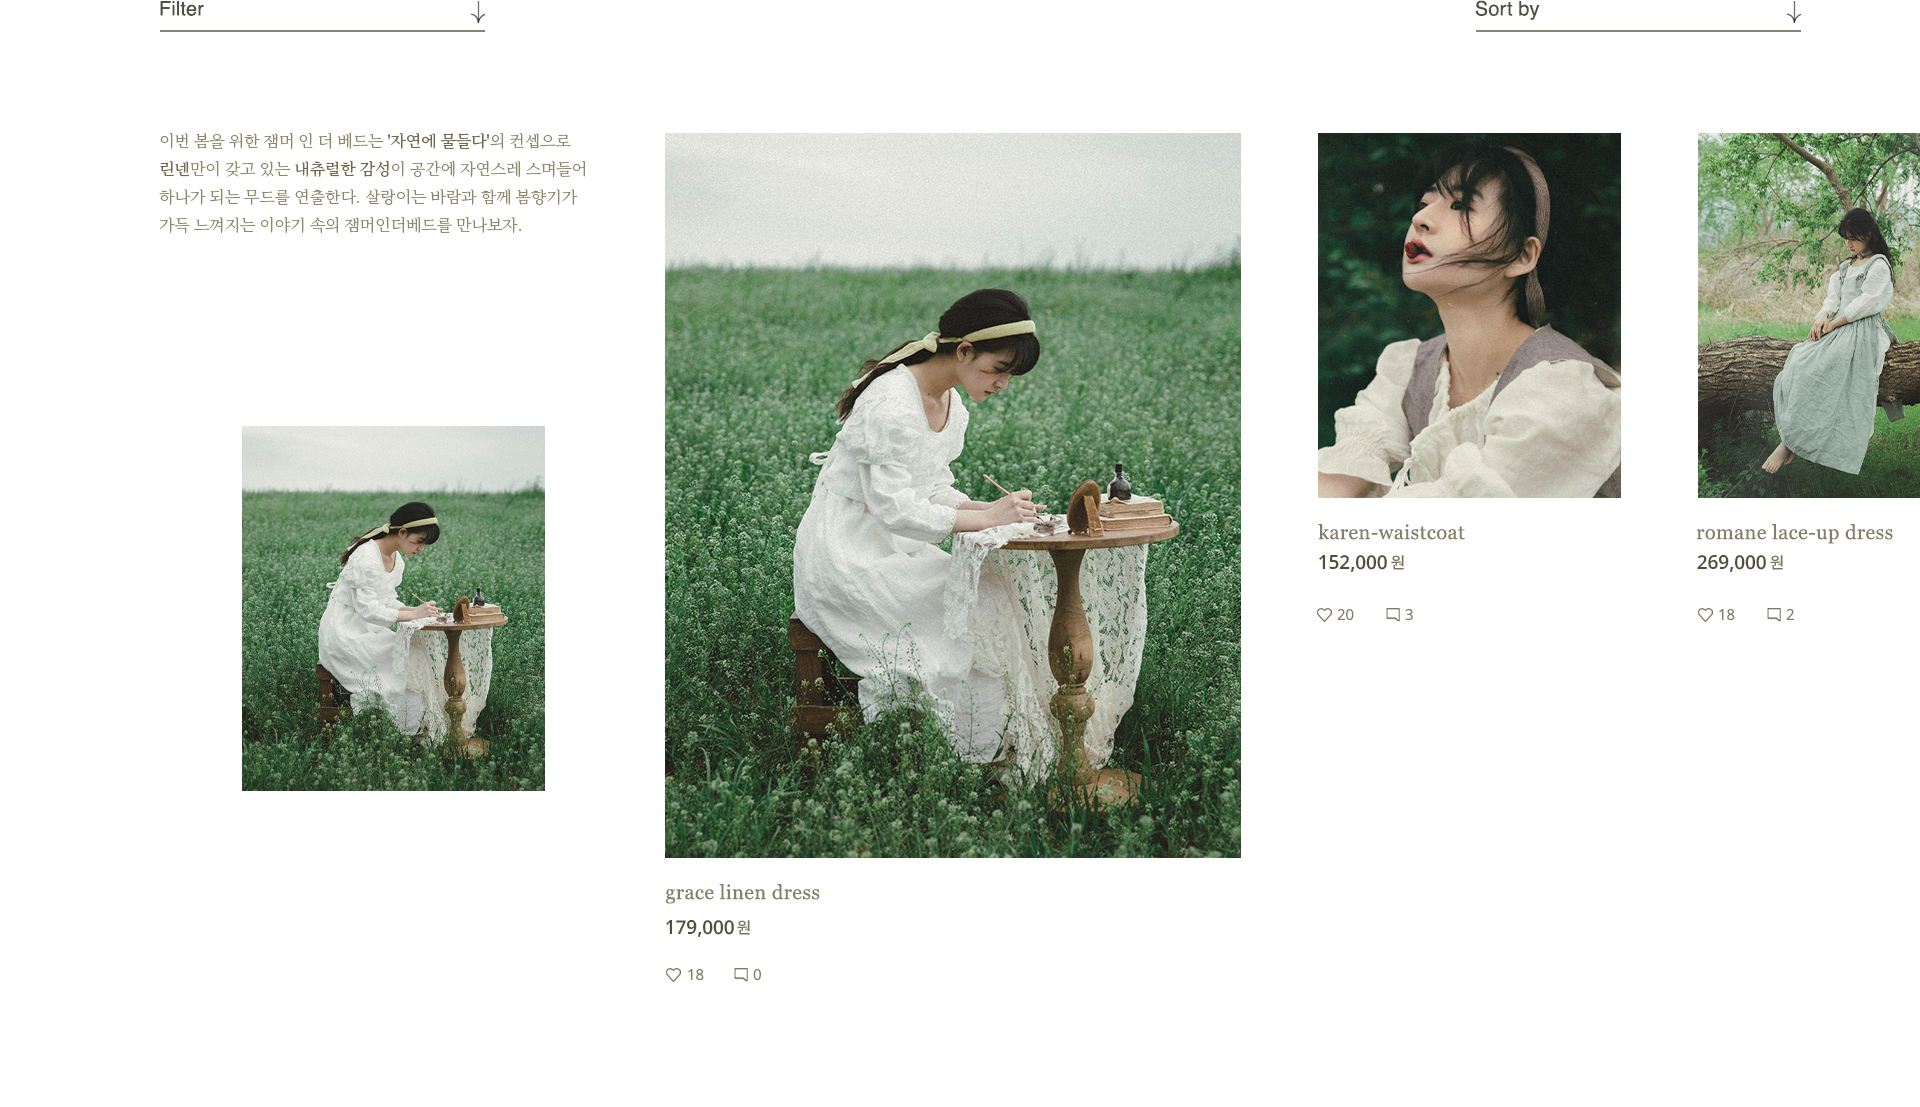 Filter
Sort by
이번 봄을 위한 잼머 인 더 베드는 '자연에 물들다'의 컨셉으로
린넨만이 갖고 있는 내츄럴한 감성이 공간에 자연스레 스며들어
하나가 되는 무드를 연출한다. 살랑이는 바람과 함께 봄향기가
가득 느껴지는 이야기 속의 잼머인더베드를 만나보자.
grace linen dress
179,000원
18 0
karen-waistcoat
152,000 원
20 3
romane lace-up dress
269,000 원
18 2